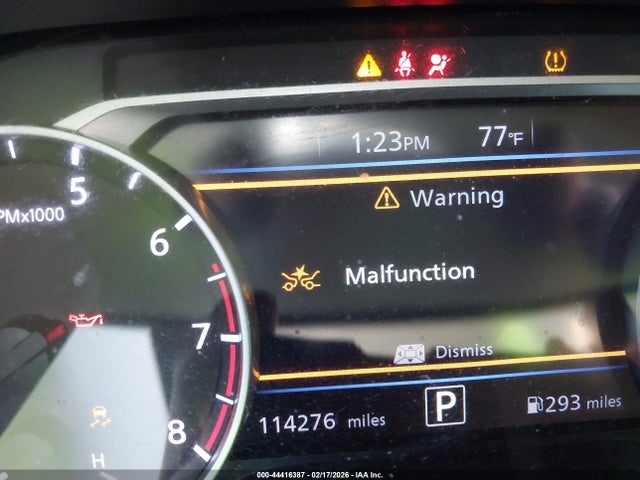 1:23PM 77°F
Warning
5
PMx1000
6
Malfunction
7
Dismiss
8
114276 miles P 293 miles
H
000-44416387 - 02/17/2026 - IAA Inc.